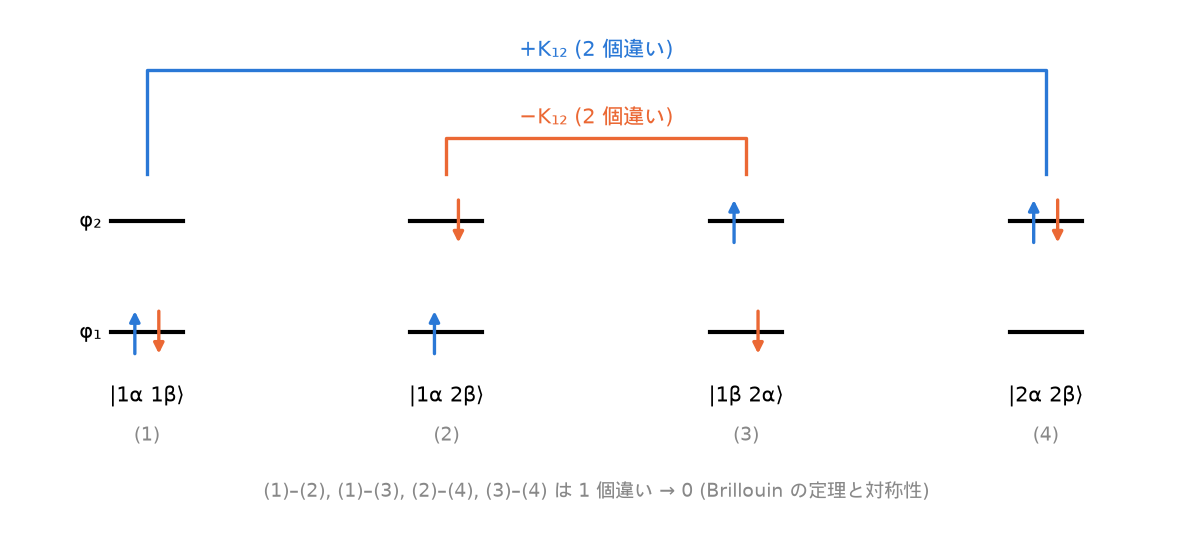 +K₁₂ (2 個違い)
−K₁₂ (2 個違い)
φ₂
φ₁
|1α 1β⟩ |1α 2β⟩ |1β 2α⟩ |2α 2β⟩
(1) (2) (3) (4)
(1)–(2), (1)–(3), (2)–(4), (3)–(4) は 1 個違い → 0 (Brillouin の定理と対称性)